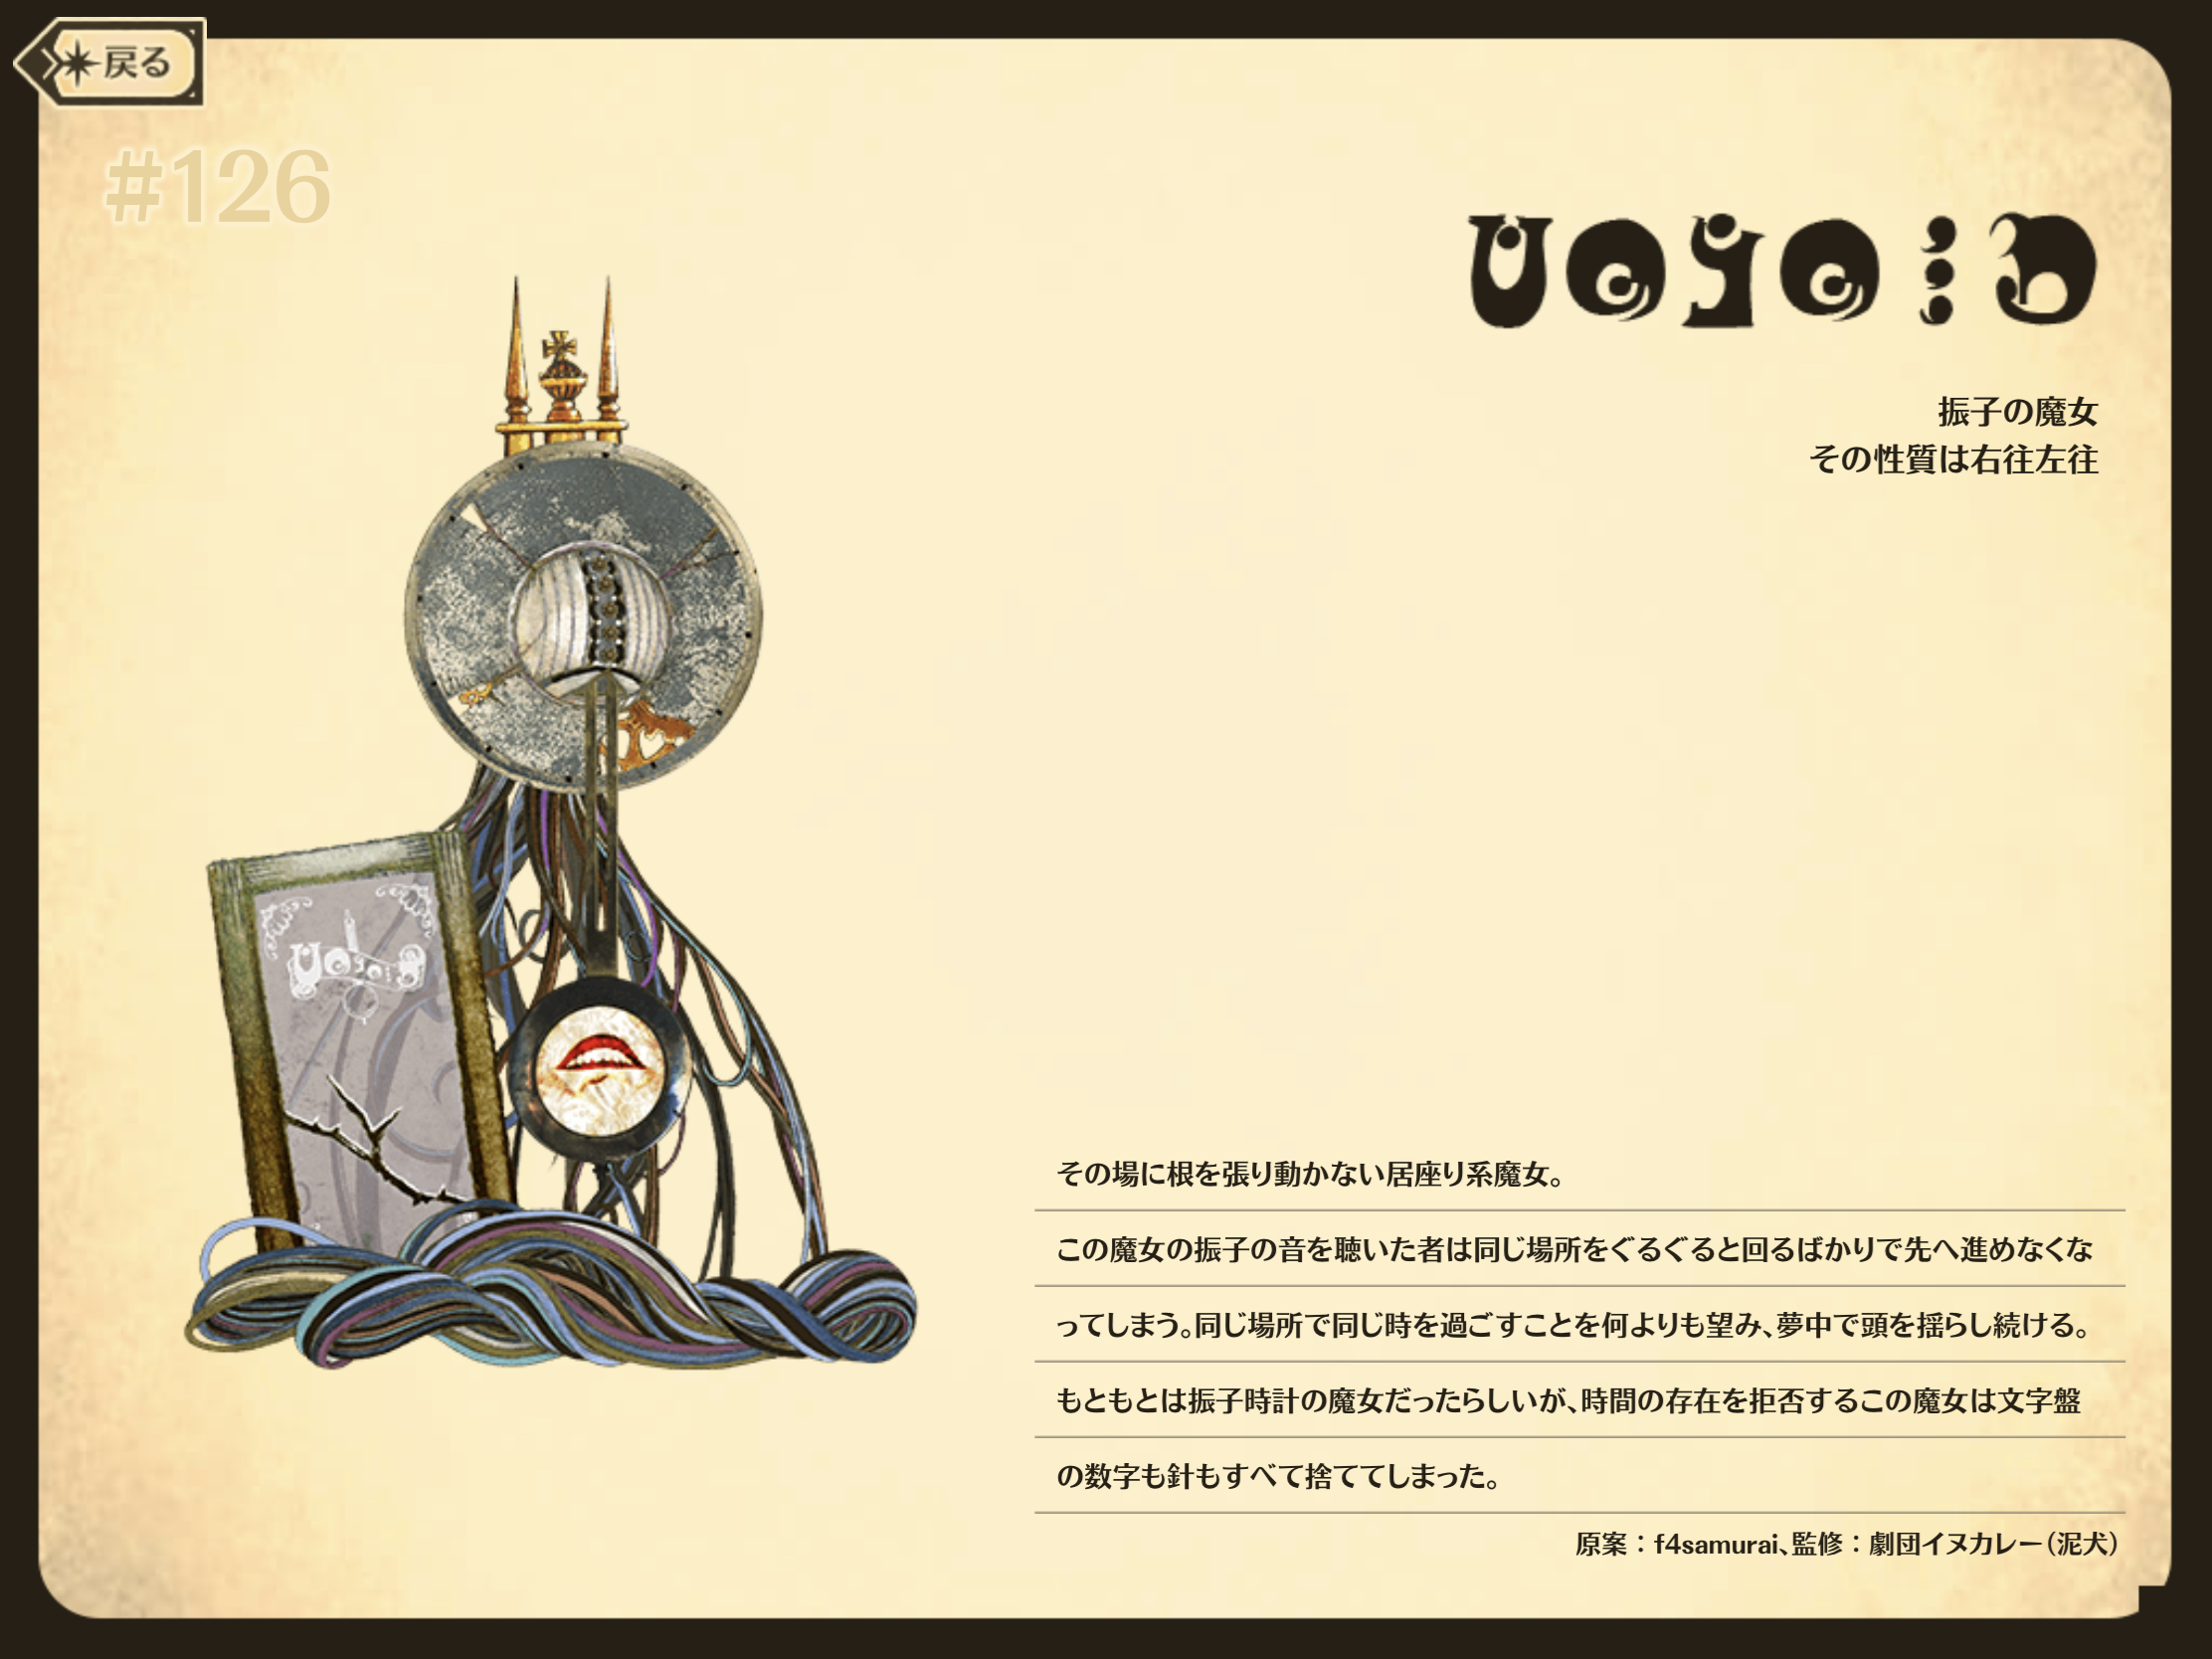 戻る
#126
振子の魔女
その性質は右往左往
その場に根を張り動かない居座り系魔女。
この魔女の振子の音を聴いた者は同じ場所をぐるぐると回るばかりで先へ進めなくな
ってしまう。同じ場所で同じ時を過ごすことを何よりも望み、夢中で頭を揺らし続ける。
もともとは振子時計の魔女だったらしいが、時間の存在を拒否するこの魔女は文字盤
の数字も針もすべて捨ててしまった。
原案：f4samurai、監修：劇団イヌカレー（泥犬）